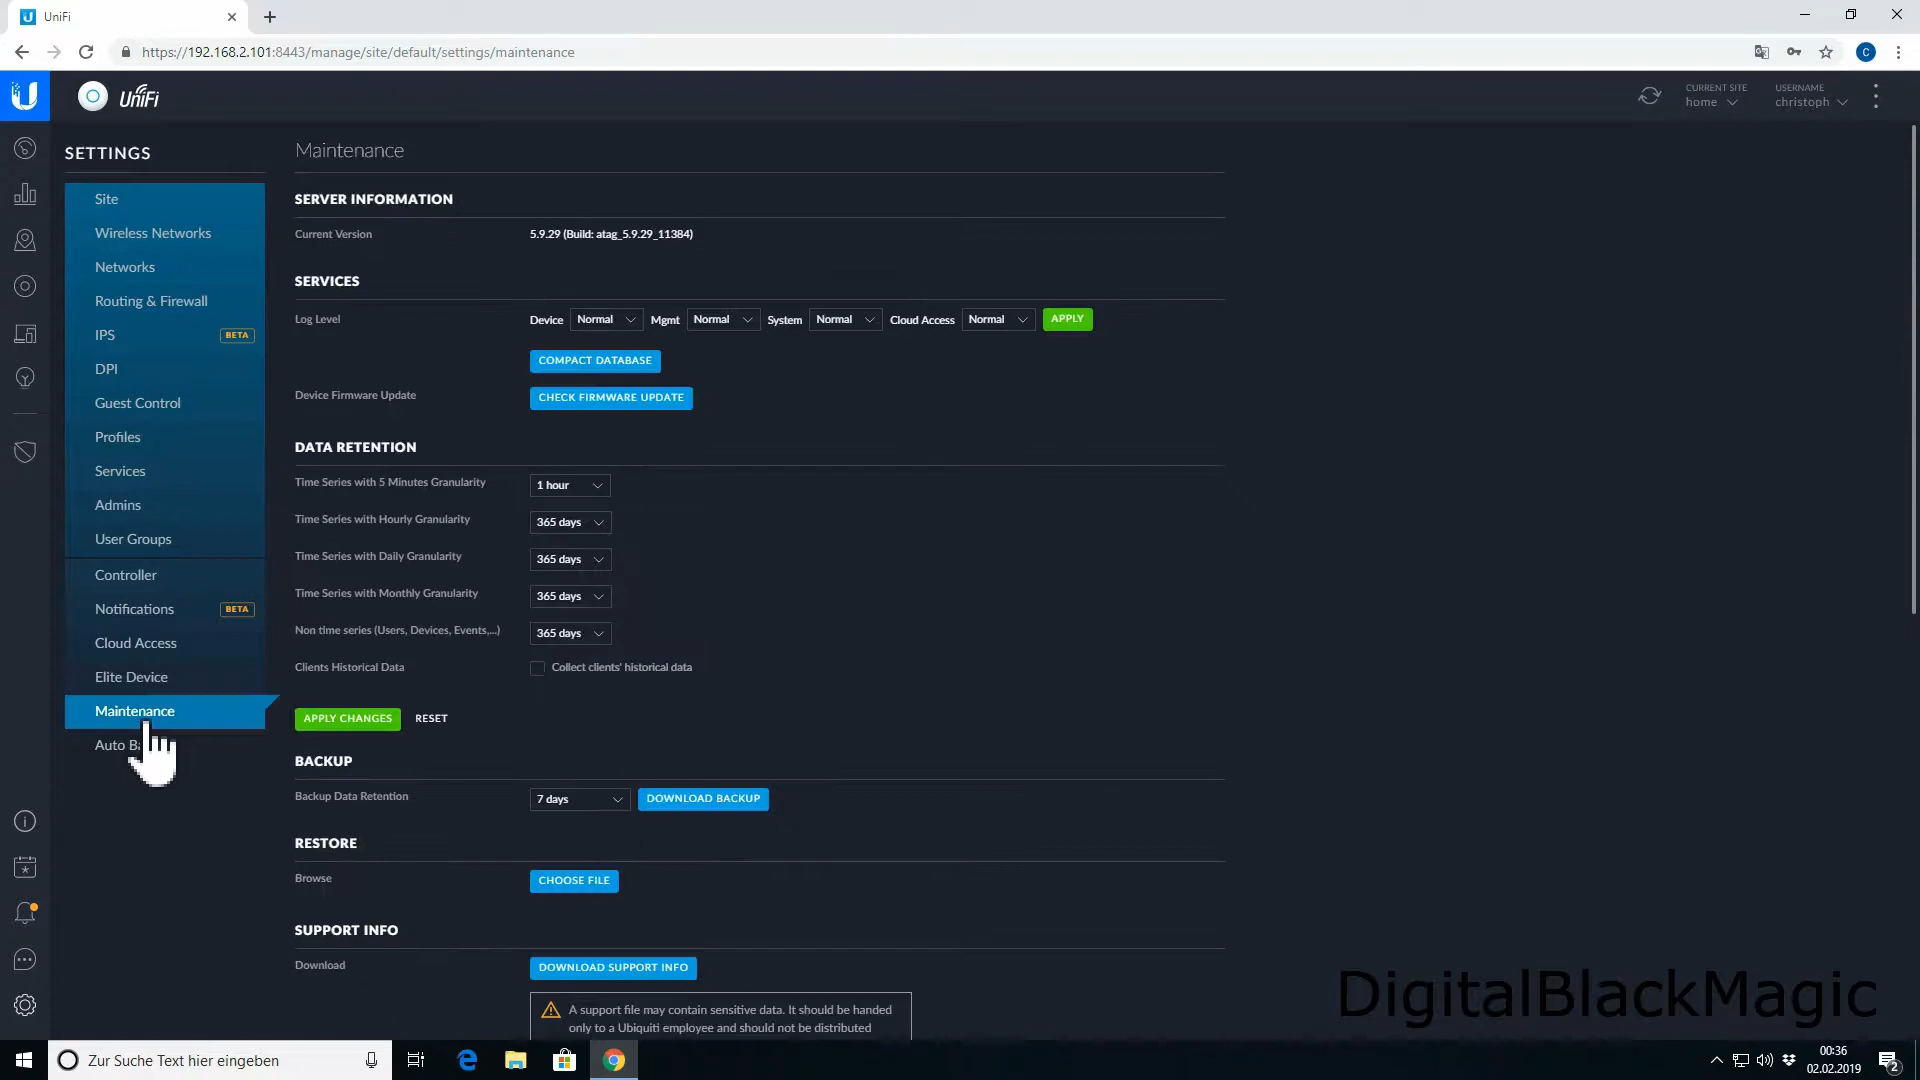 UniFi
https://192.168.2.101:8443/manage/site/default/settings/maintenance
C
UniFi
CURRENT SITE
home
USERNAME
christoph
SETTINGS
Site
Wireless Networks
Networks
Routing & Firewall
IPS BETA
DPI
Guest Control
Profiles
Services
Admins
User Groups
Controller
Notifications BETA
Cloud Access
Elite Device
Maintenance
Auto
Maintenance
SERVER INFORMATION
Current Version 5.9.29 (Build: atag_5.9.29_11384)
SERVICES
Log Level Device Normal Mgmt Normal System Normal Cloud Access Normal APPLY
COMPACT DATABASE
Device Firmware Update CHECK FIRMWARE UPDATE
DATA RETENTION
Time Series with 5 Minutes Granularity 1 hour
Time Series with Hourly Granularity 365 days
Time Series with Daily Granularity 365 days
Time Series with Monthly Granularity 365 days
Non time series (Users, Devices, Events,...) 365 days
Clients Historical Data Collect clients' historical data
APPLY CHANGES RESET
BACKUP
Backup Data Retention 7 days DOWNLOAD BACKUP
RESTORE
Browse CHOOSE FILE
SUPPORT INFO
Download DOWNLOAD SUPPORT INFO
A support file may contain sensitive data. It should be handed
only to a Ubiquiti employee and should not be distributed
DigitalBlackMagic
Zur Suche Text hier eingeben
00:36
02.02.2019
2